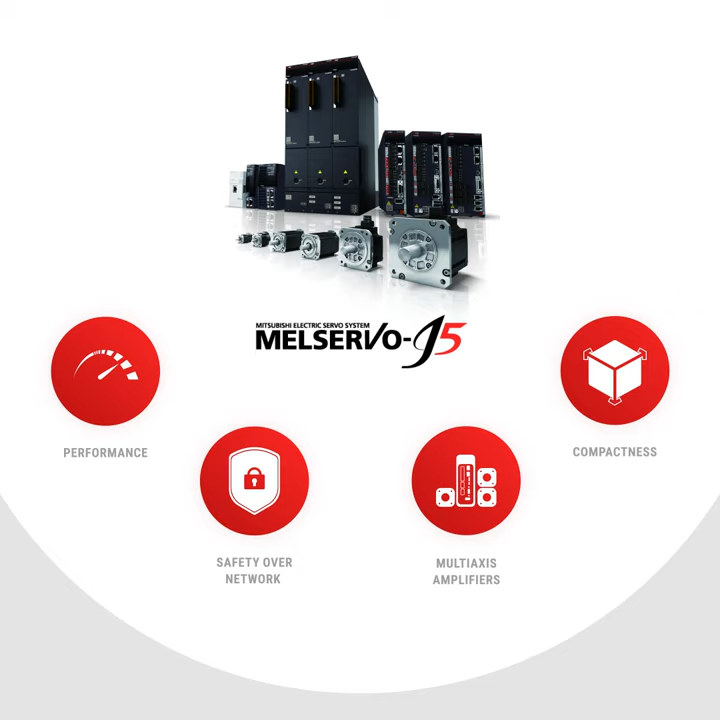 MITSUBISHI ELECTRIC SERVO SYSTEM
MELSERVO-J5
PERFORMANCE
COMPACTNESS
SAFETY OVER
NETWORK
MULTIAXIS
AMPLIFIERS